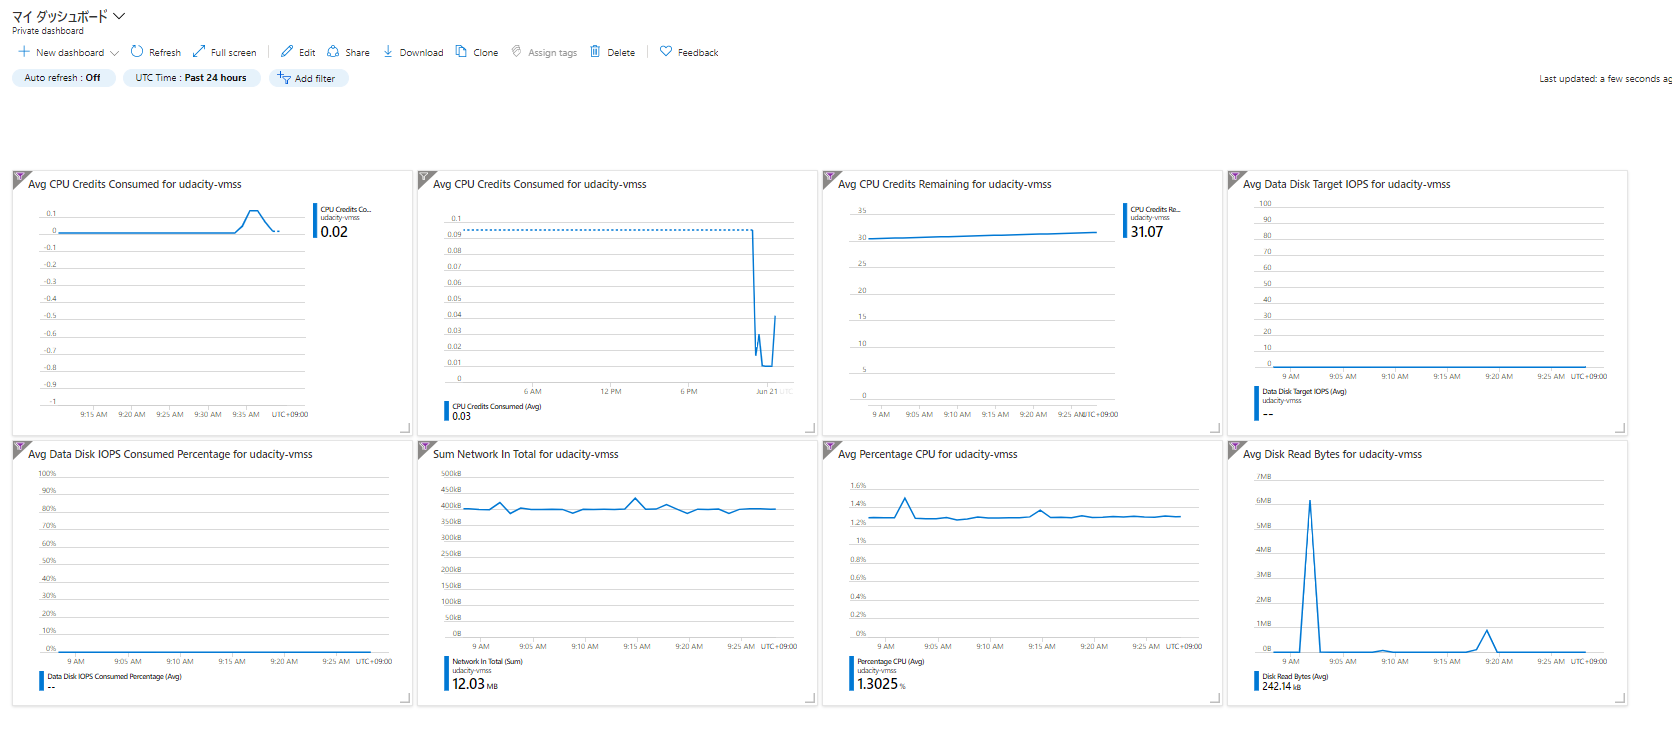 マイ ダッシュボード
Private dashboard
New dashboard Refresh Full screen Edit Share Download Clone Assign tags Delete Feedback
Auto refresh : Off UTC Time : Past 24 hours Add filter
Last updated: a few seconds ag
Avg CPU Credits Consumed for udacity-vmss
0.1
0
-0.1
-0.2
-0.3
-0.4
-0.5
-0.6
-0.7
-0.8
-0.9
-1
9:15 AM 9:20 AM 9:25 AM 9:30 AM 9:35 AM UTC+09:00
CPU Credits Co...
udacity-vmss
0.02
Avg CPU Credits Consumed for udacity-vmss
0.1
0.09
0.08
0.07
0.06
0.05
0.04
0.03
0.02
0.01
0
6 AM 12 PM 6 PM Jun 21 UTC
CPU Credits Consumed (Avg)
0.03
Avg CPU Credits Remaining for udacity-vmss
35
30
25
20
15
10
5
0
9 AM 9:05 AM 9:10 AM 9:15 AM 9:20 AM 9:25 AM UTC+09:00
CPU Credits Re...
udacity-vmss
31.07
Avg Data Disk Target IOPS for udacity-vmss
100
90
80
70
60
50
40
30
20
10
0
9 AM 9:05 AM 9:10 AM 9:15 AM 9:20 AM 9:25 AM UTC+09:00
Data Disk Target IOPS (Avg)
udacity-vmss
--
Avg Data Disk IOPS Consumed Percentage for udacity-vmss
100%
90%
80%
70%
60%
50%
40%
30%
20%
10%
0%
9 AM 9:05 AM 9:10 AM 9:15 AM 9:20 AM 9:25 AM UTC+09:00
Data Disk IOPS Consumed Percentage (Avg)
--
Sum Network In Total for udacity-vmss
500kB
450kB
400kB
350kB
300kB
250kB
200kB
150kB
100kB
50kB
0B
9 AM 9:05 AM 9:10 AM 9:15 AM 9:20 AM 9:25 AM UTC+09:00
Network In Total (Sum)
udacity-vmss
12.03 MB
Avg Percentage CPU for udacity-vmss
1.6%
1.4%
1.2%
1%
0.8%
0.6%
0.4%
0.2%
0%
9 AM 9:05 AM 9:10 AM 9:15 AM 9:20 AM 9:25 AM UTC+09:00
Percentage CPU (Avg)
udacity-vmss
1.3025 %
Avg Disk Read Bytes for udacity-vmss
7MB
6MB
5MB
4MB
3MB
2MB
1MB
0B
9 AM 9:05 AM 9:10 AM 9:15 AM 9:20 AM 9:25 AM UTC+09:00
Disk Read Bytes (Avg)
242.14 kB